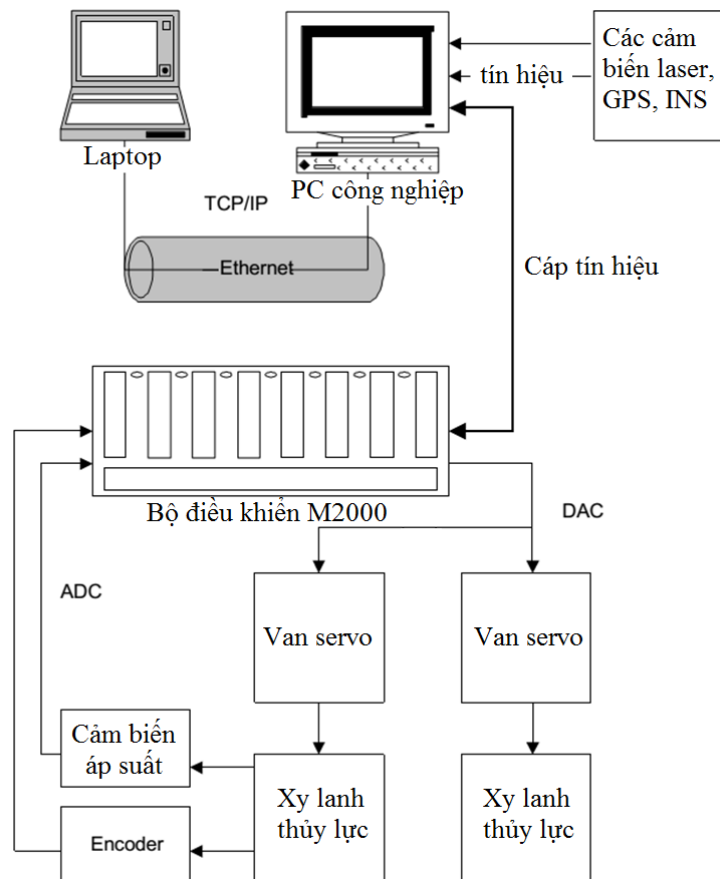 Các cảm
biến laser,
GPS, INS
tín hiệu
Laptop
PC công nghiệp
TCP/IP
Ethernet
Cáp tín hiệu
Bộ điều khiển M2000
DAC
ADC
Van servo
Van servo
Cảm biến
áp suất
Xy lanh
thủy lực
Xy lanh
thủy lực
Encoder